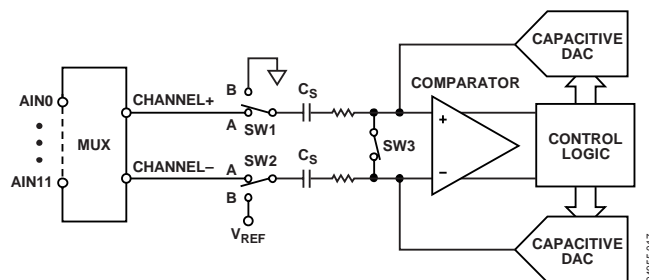 CAPACITIVE
DAC
B
COMPARATOR
AIN0
CHANNEL+
CS
A
SW1
+
MUX
SW3
CONTROL
LOGIC
AIN11
CHANNEL–
A
SW2
CS
–
B
VREF
CAPACITIVE
DAC